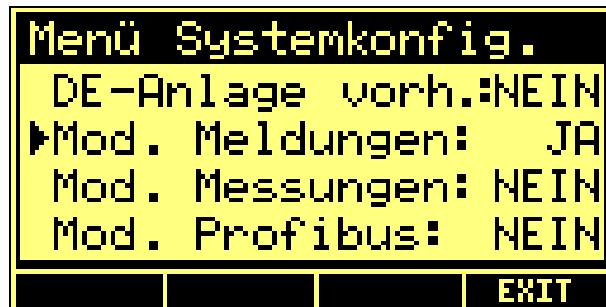 Menü Systemkonfig.
DE-Anlage vorh.:NEIN
Mod. Meldungen: JA
Mod. Messungen: NEIN
Mod. Profibus: NEIN
EXIT